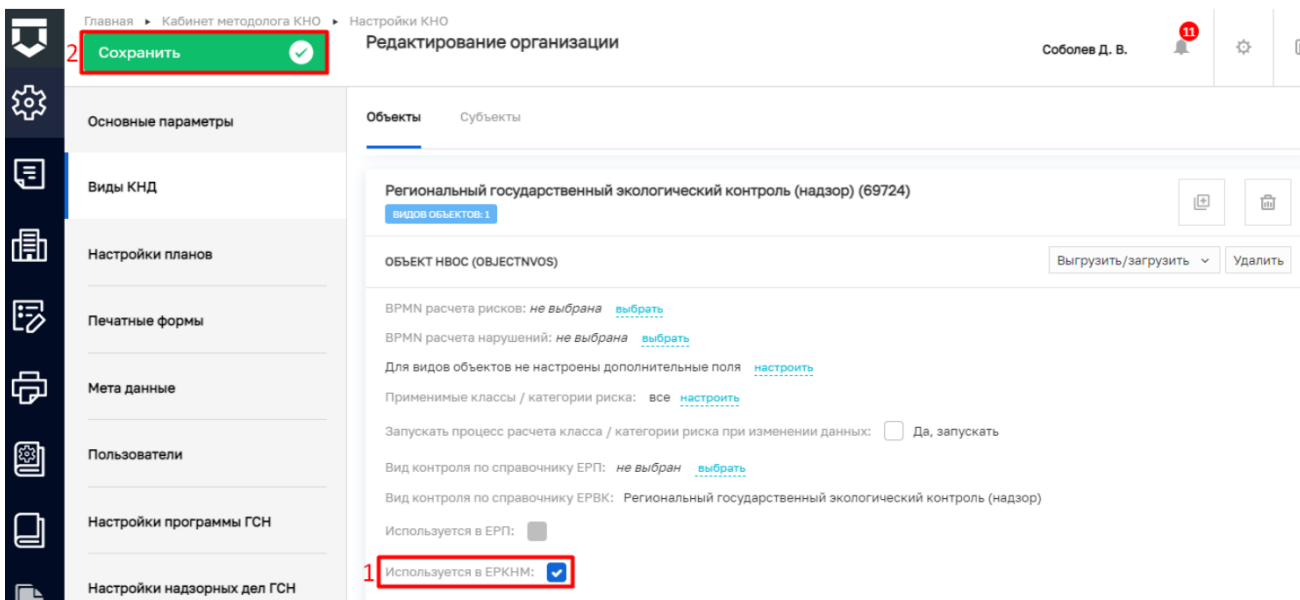 Главная ▸ Кабинет методолога КНО ▸ Настройки КНО
2 Сохранить
Редактирование организации
Соболев Д. В.
11
Основные параметры
Виды КНД
Настройки планов
Печатные формы
Мета данные
Пользователи
Настройки программы ГСН
Настройки надзорных дел ГСН
Объекты Субъекты
Региональный государственный экологический контроль (надзор) (69724)
ВИДОВ ОБЪЕКТОВ: 1
ОБЪЕКТ НВОС (OBJECTNVOS) Выгрузить/загрузить Удалить
BPMN расчета рисков: не выбрана выбрать
BPMN расчета нарушений: не выбрана выбрать
Для видов объектов не настроены дополнительные поля настроить
Применимые классы / категории риска: все настроить
Запускать процесс расчета класса / категории риска при изменении данных: Да, запускать
Вид контроля по справочнику ЕРП: не выбран выбрать
Вид контроля по справочнику ЕРВК: Региональный государственный экологический контроль (надзор)
Используется в ЕРП:
1 Используется в ЕРКНМ: